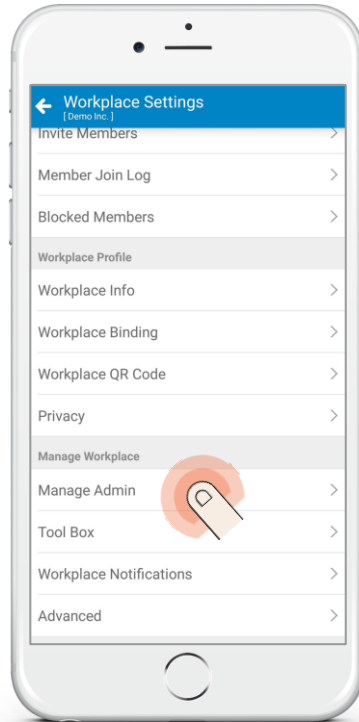 Workplace Settings
[ Demo Inc. ]
Invite Members
Member Join Log
Blocked Members
Workplace Profile
Workplace Info
Workplace Binding
Workplace QR Code
Privacy
Manage Workplace
Manage Admin
Tool Box
Workplace Notifications
Advanced